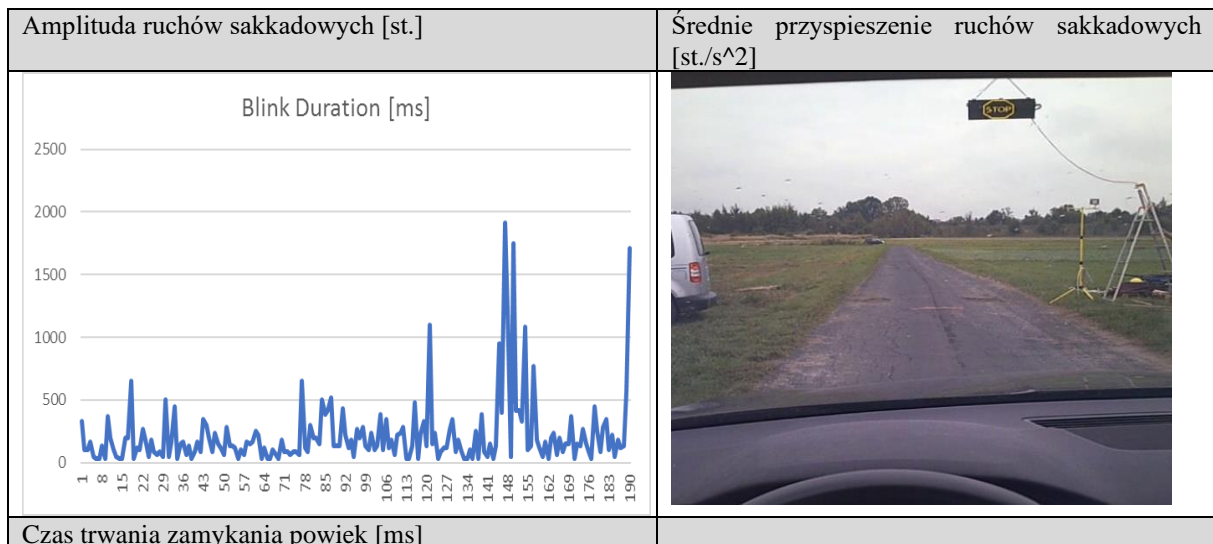 Amplituda ruchów sakkadowych [st.]
Średnie przyspieszenie ruchów sakkadowych
[st./s^2]
Blink Duration [ms]
2500
2000
1500
1000
500
0
1 8 15 22 29 36 43 50 57 64 71 78 85 92 99 106 113 120 127 134 141 148 155 162 169 176 183 190
STOP
Czas trwania zamykania powiek [ms]